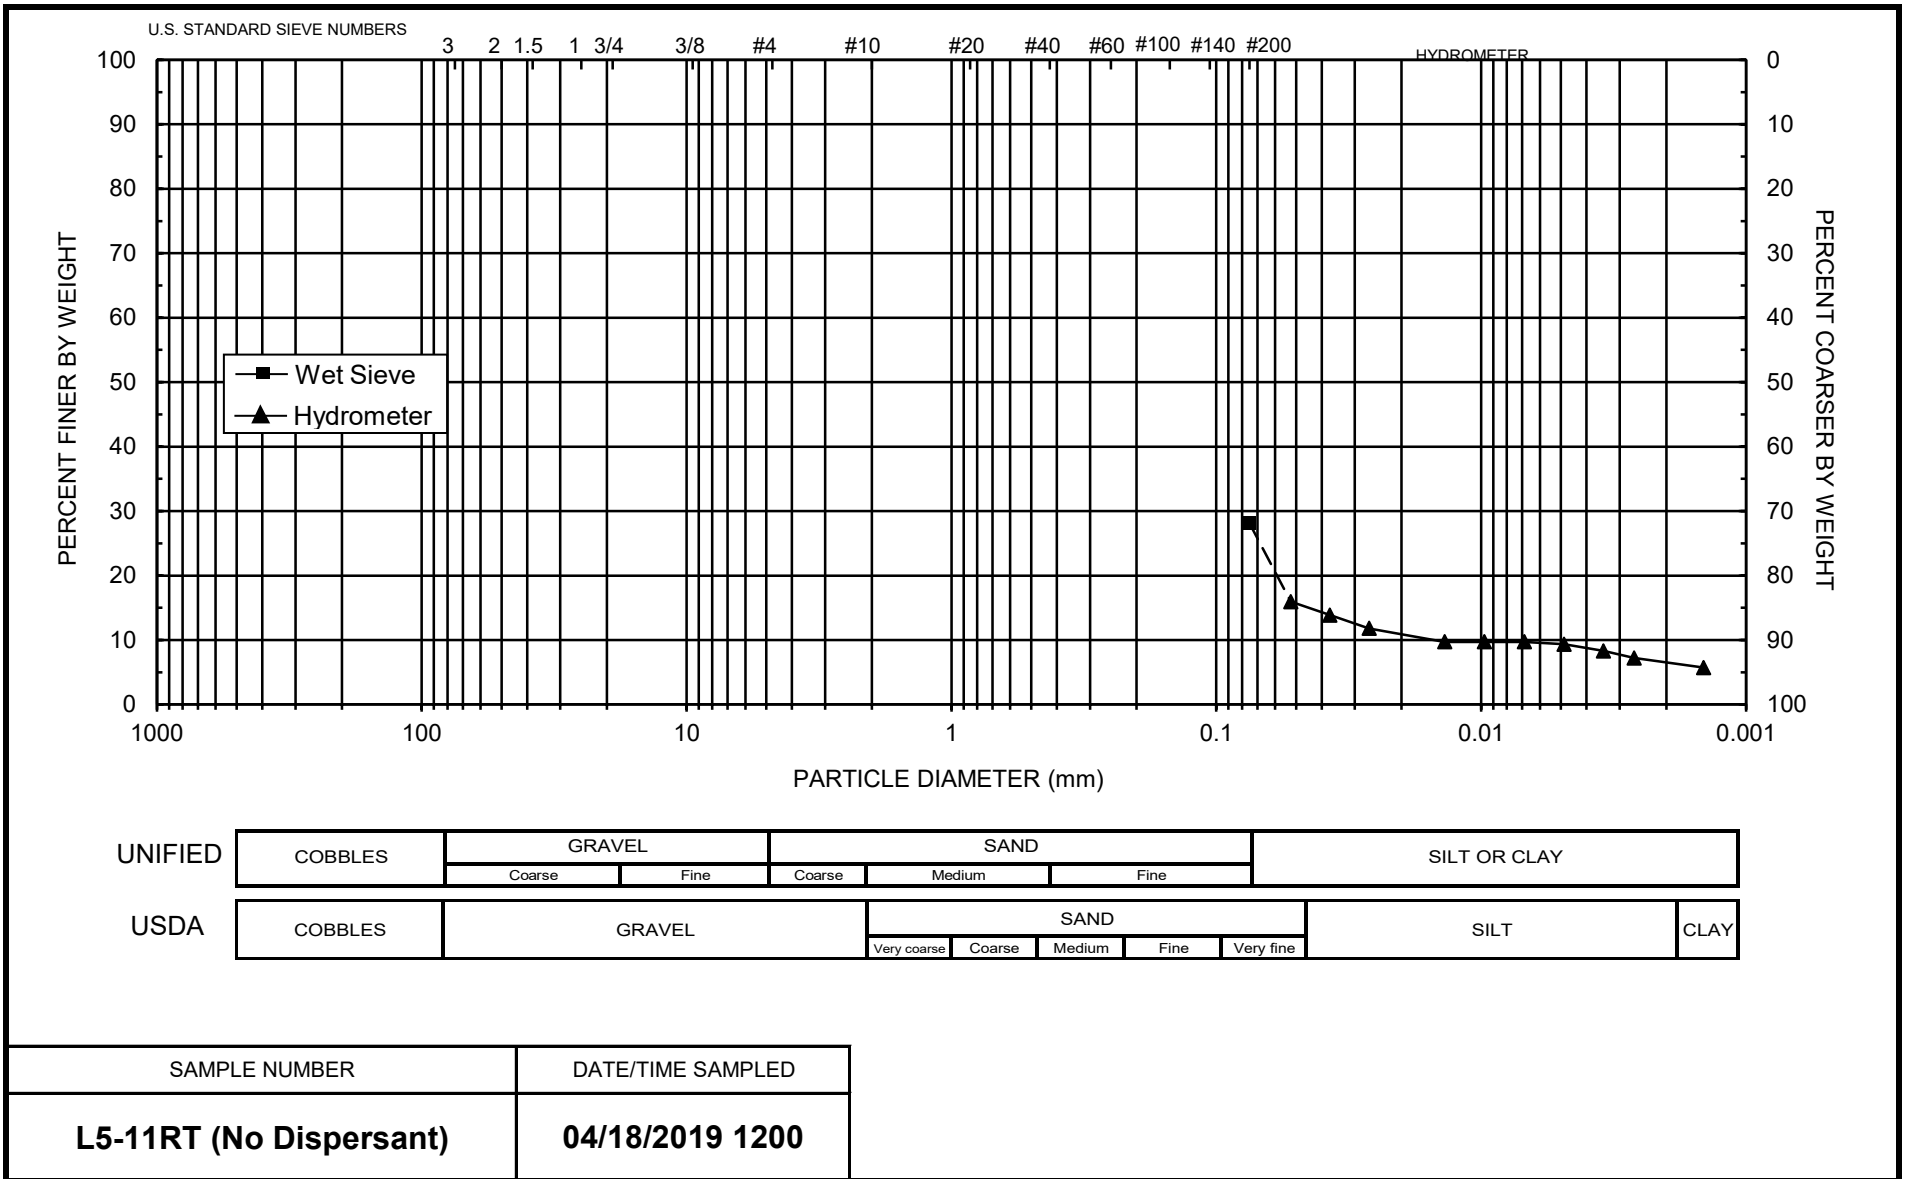 U.S. STANDARD SIEVE NUMBERS
3 2 1.5 1 3/4 3/8 #4 #10 #20 #40 #60 #100 #140 #200
HYDROMETER
100 0
90 10
80 20
70 30
60 40
50 50
40 60
30 70
20 80
10 90
0 100
PERCENT FINER BY WEIGHT
PERCENT COARSER BY WEIGHT
Wet Sieve
Hydrometer
1000 100 10 1 0.1 0.01 0.001
PARTICLE DIAMETER (mm)
UNIFIED
COBBLES GRAVEL SAND SILT OR CLAY
Coarse Fine Coarse Medium Fine
USDA
COBBLES GRAVEL SAND SILT CLAY
Very coarse Coarse Medium Fine Very fine
SAMPLE NUMBER DATE/TIME SAMPLED
L5-11RT (No Dispersant) 04/18/2019 1200